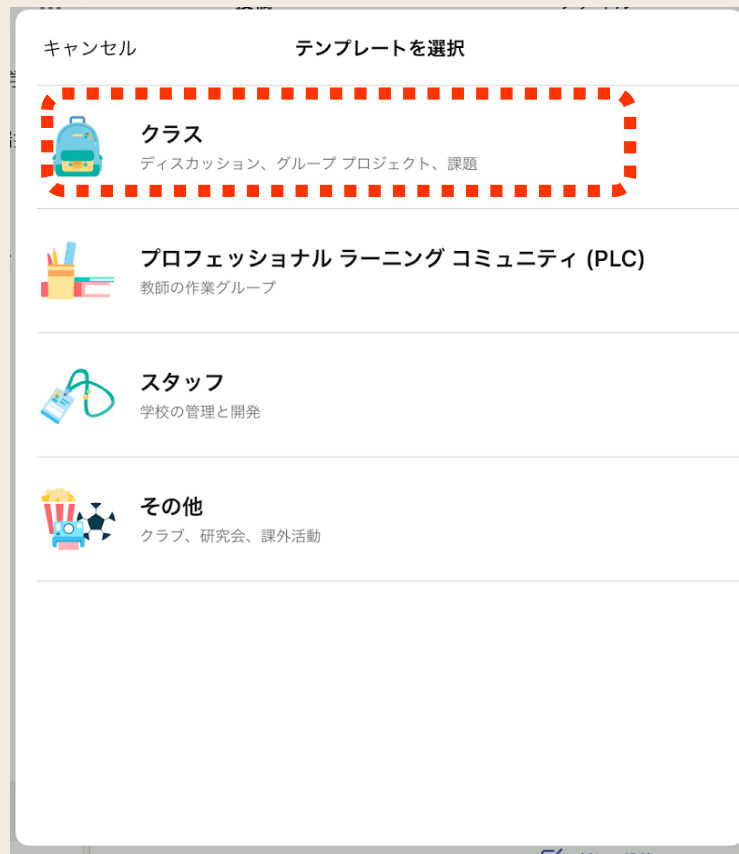 キャンセル
テンプレートを選択
クラス
ディスカッション、グループ プロジェクト、課題
プロフェッショナル ラーニング コミュニティ (PLC)
教師の作業グループ
スタッフ
学校の管理と開発
その他
クラブ、研究会、課外活動